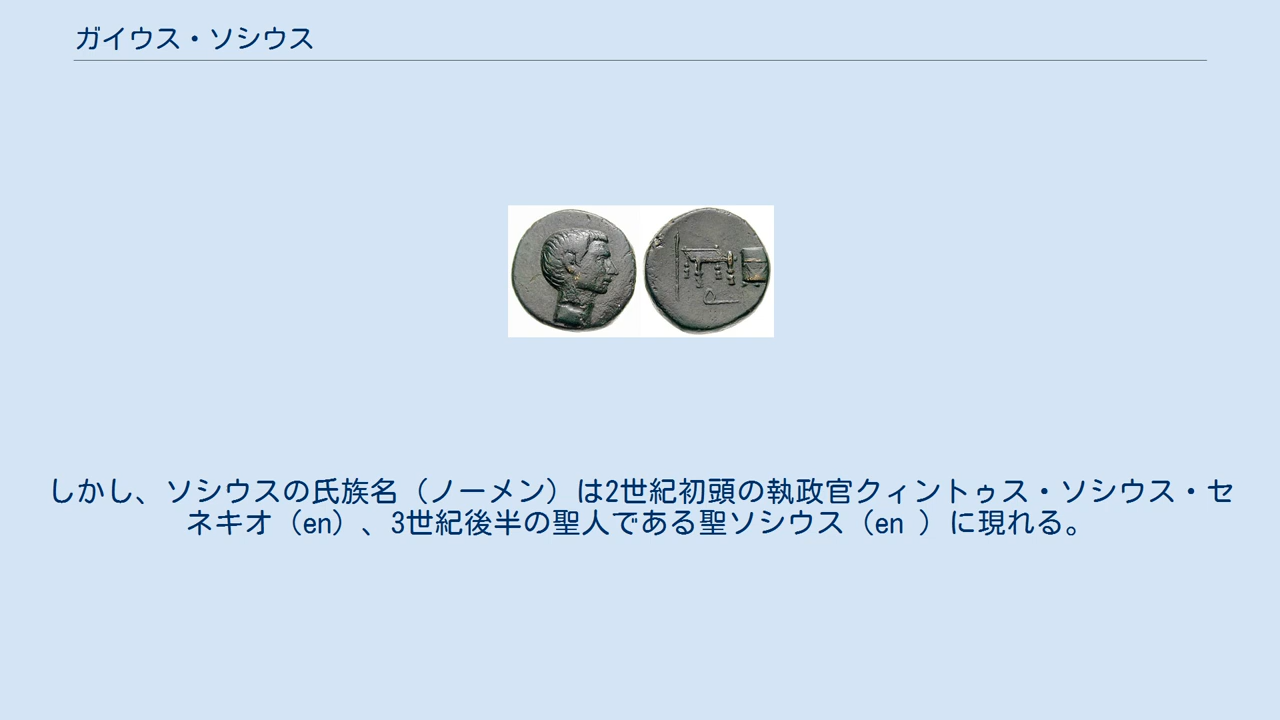 ガイウス・ソシウス
しかし、ソシウスの氏族名（ノーメン）は2世紀初頭の執政官クィントゥス・ソシウス・セ
ネキオ（en）、3世紀後半の聖人である聖ソシウス（en ）に現れる。